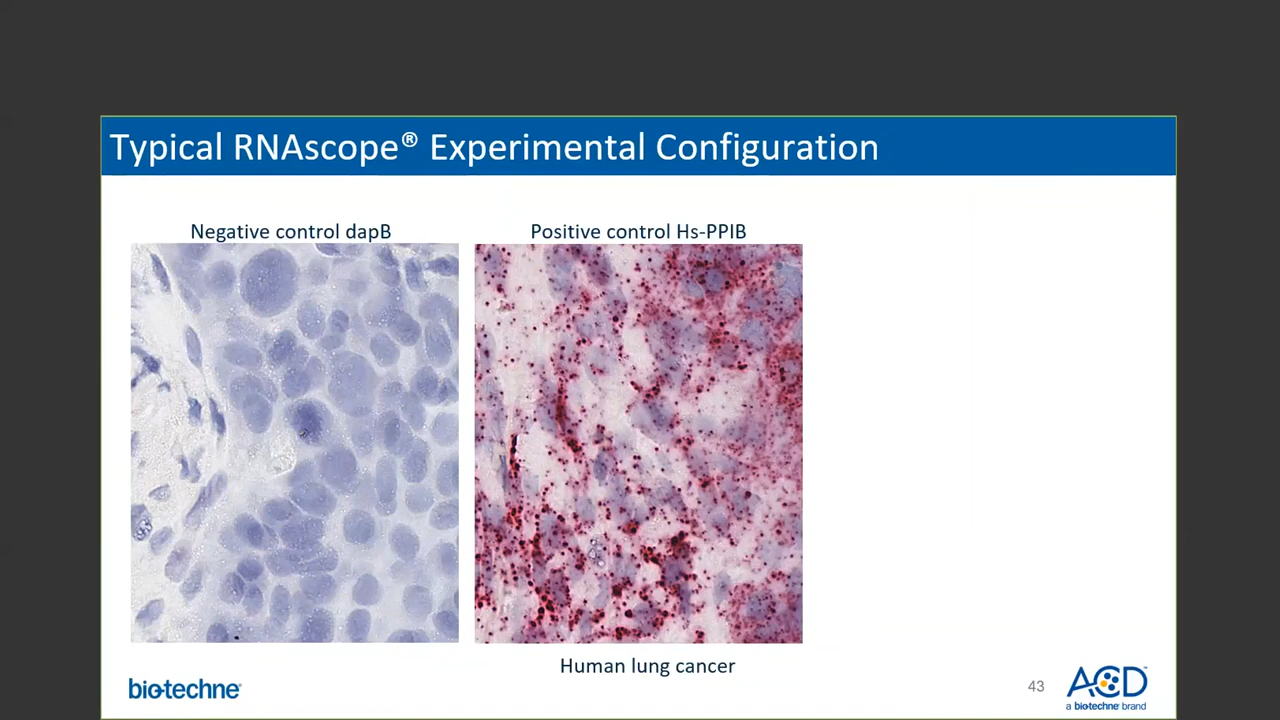 Typical RNAscope® Experimental Configuration
Negative control dapB
Positive control Hs-PPIB
Human lung cancer
bio-techne®
43
ACD
a bio-techne brand